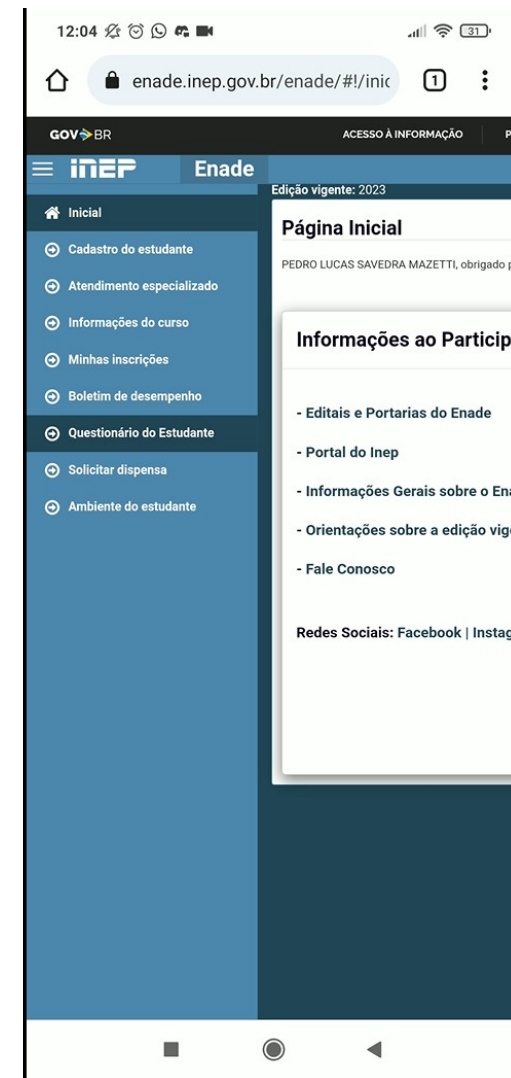 12:04
31
enade.inep.gov.br/enade/#!/inic
1
GOV BR
ACESSO À INFORMAÇÃO
P
inep
Enade
Edição vigente: 2023
Inicial
Cadastro do estudante
Atendimento especializado
Informações do curso
Minhas inscrições
Boletim de desempenho
Questionário do Estudante
Solicitar dispensa
Ambiente do estudante
Página Inicial
PEDRO LUCAS SAVEDRA MAZETTI, obrigado p
Informações ao Particip
- Editais e Portarias do Enade
- Portal do Inep
- Informações Gerais sobre o Ena
- Orientações sobre a edição vige
- Fale Conosco
Redes Sociais: Facebook | Instag